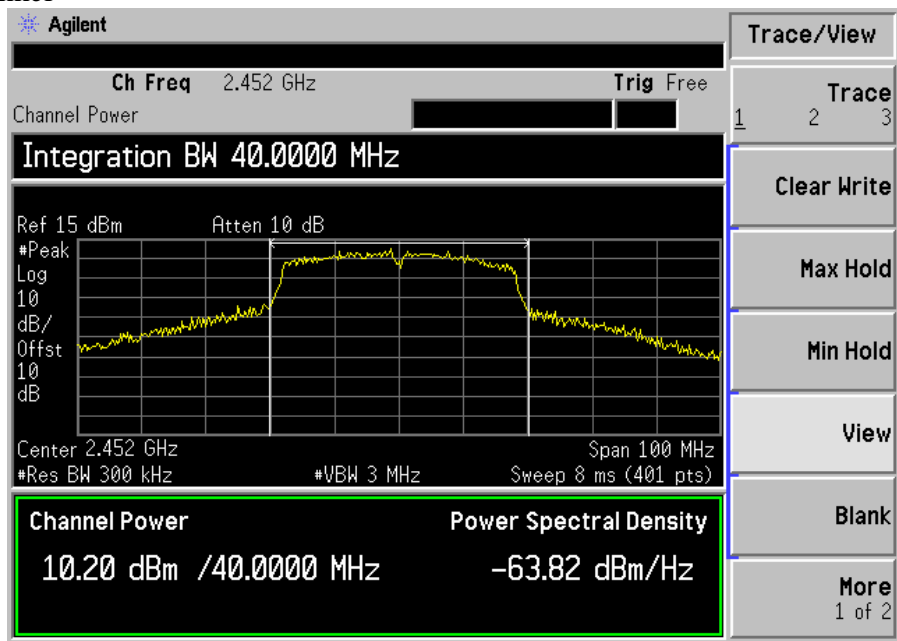 Agilent
Trace/View
Ch Freq 2.452 GHz Trig Free
Channel Power
Trace
1 2 3
Integration BW 40.0000 MHz
Clear Write
Ref 15 dBm Atten 10 dB
#Peak
Log
10
dB/
Offst
10
dB
Max Hold
Min Hold
View
Center 2.452 GHz Span 100 MHz
#Res BW 300 kHz #VBW 3 MHz Sweep 8 ms (401 pts)
Channel Power Power Spectral Density
10.20 dBm /40.0000 MHz -63.82 dBm/Hz
Blank
More
1 of 2